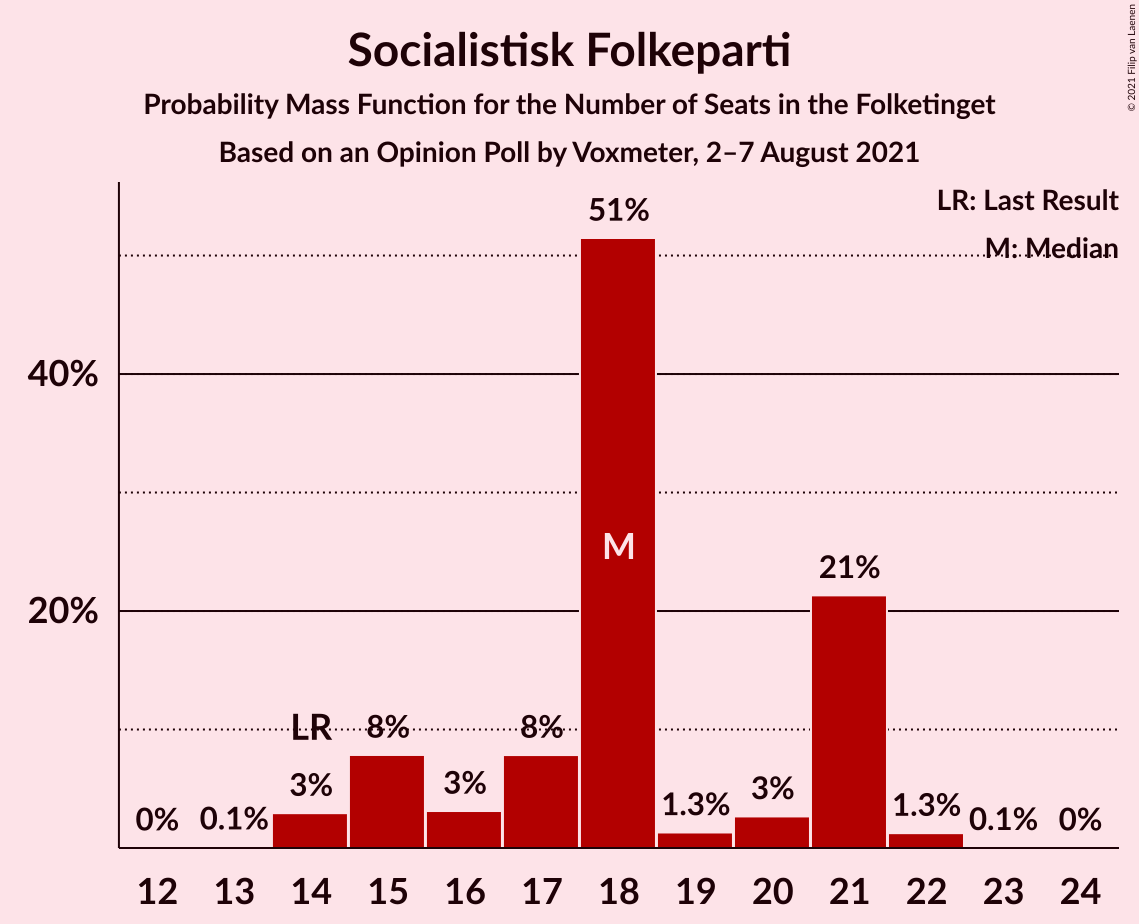 Socialistisk Folkeparti
Probability Mass Function for the Number of Seats in the Folketinget
Based on an Opinion Poll by Voxmeter, 2–7 August 2021
© 2021 Filip van Laenen
LR: Last Result
M: Median
51%
40%
M
21%
20%
LR
8%
8%
3%
3%
3%
1.3%
1.3%
0%
0.1%
0.1%
0%
12 13 14 15 16 17 18 19 20 21 22 23 24